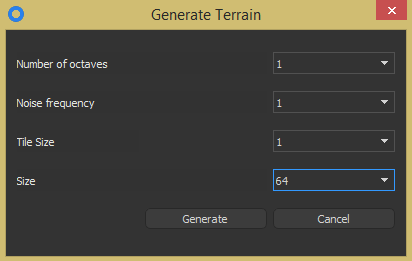 Generate Terrain
Number of octaves 1
Noise frequency 1
Tile Size 1
Size 64
Generate Cancel